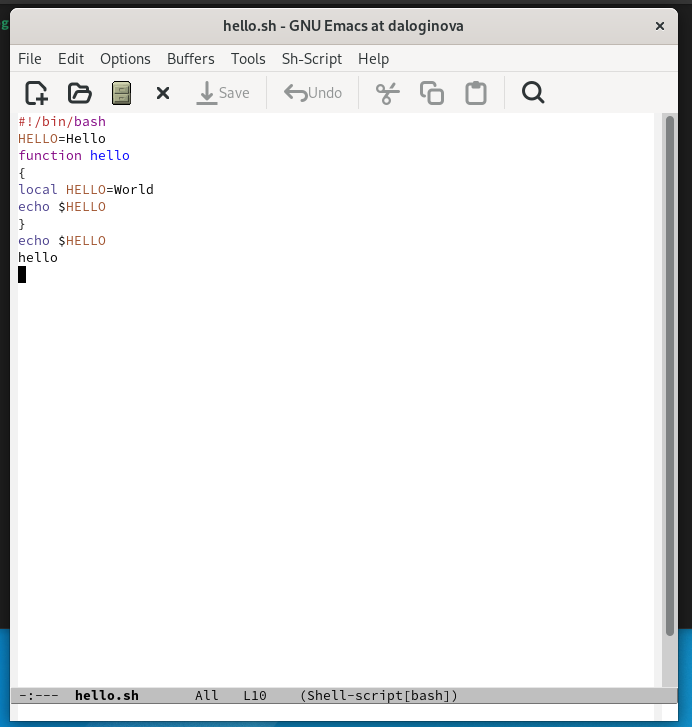 g
hello.sh - GNU Emacs at daloginova
File Edit Options Buffers Tools Sh-Script Help
Save Undo
#!/bin/bash
HELLO=Hello
function hello
{
local HELLO=World
echo $HELLO
}
echo $HELLO
hello
-:--- hello.sh All L10 (Shell-script[bash])